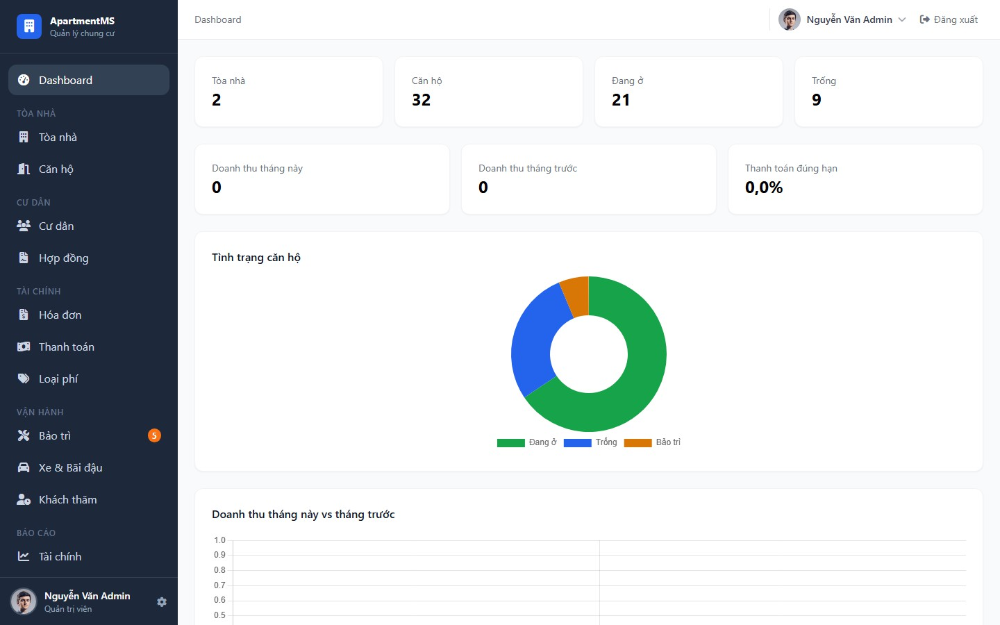 ApartmentMS
Quản lý chung cư
Dashboard
TÒA NHÀ
Tòa nhà
Căn hộ
CƯ DÂN
Cư dân
Hợp đồng
TÀI CHÍNH
Hóa đơn
Thanh toán
Loại phí
VẬN HÀNH
Bảo trì
5
Xe & Bãi đậu
Khách thăm
BÁO CÁO
Tài chính
Nguyễn Văn Admin
Quản trị viên
Dashboard
Nguyễn Văn Admin
Đăng xuất
Tòa nhà
2
Căn hộ
32
Đang ở
21
Trống
9
Doanh thu tháng này
0
Doanh thu tháng trước
0
Thanh toán đúng hạn
0,0%
Tình trạng căn hộ
Đang ở
Trống
Bảo trì
Doanh thu tháng này vs tháng trước
1.0
0.9
0.8
0.7
0.6
0.5